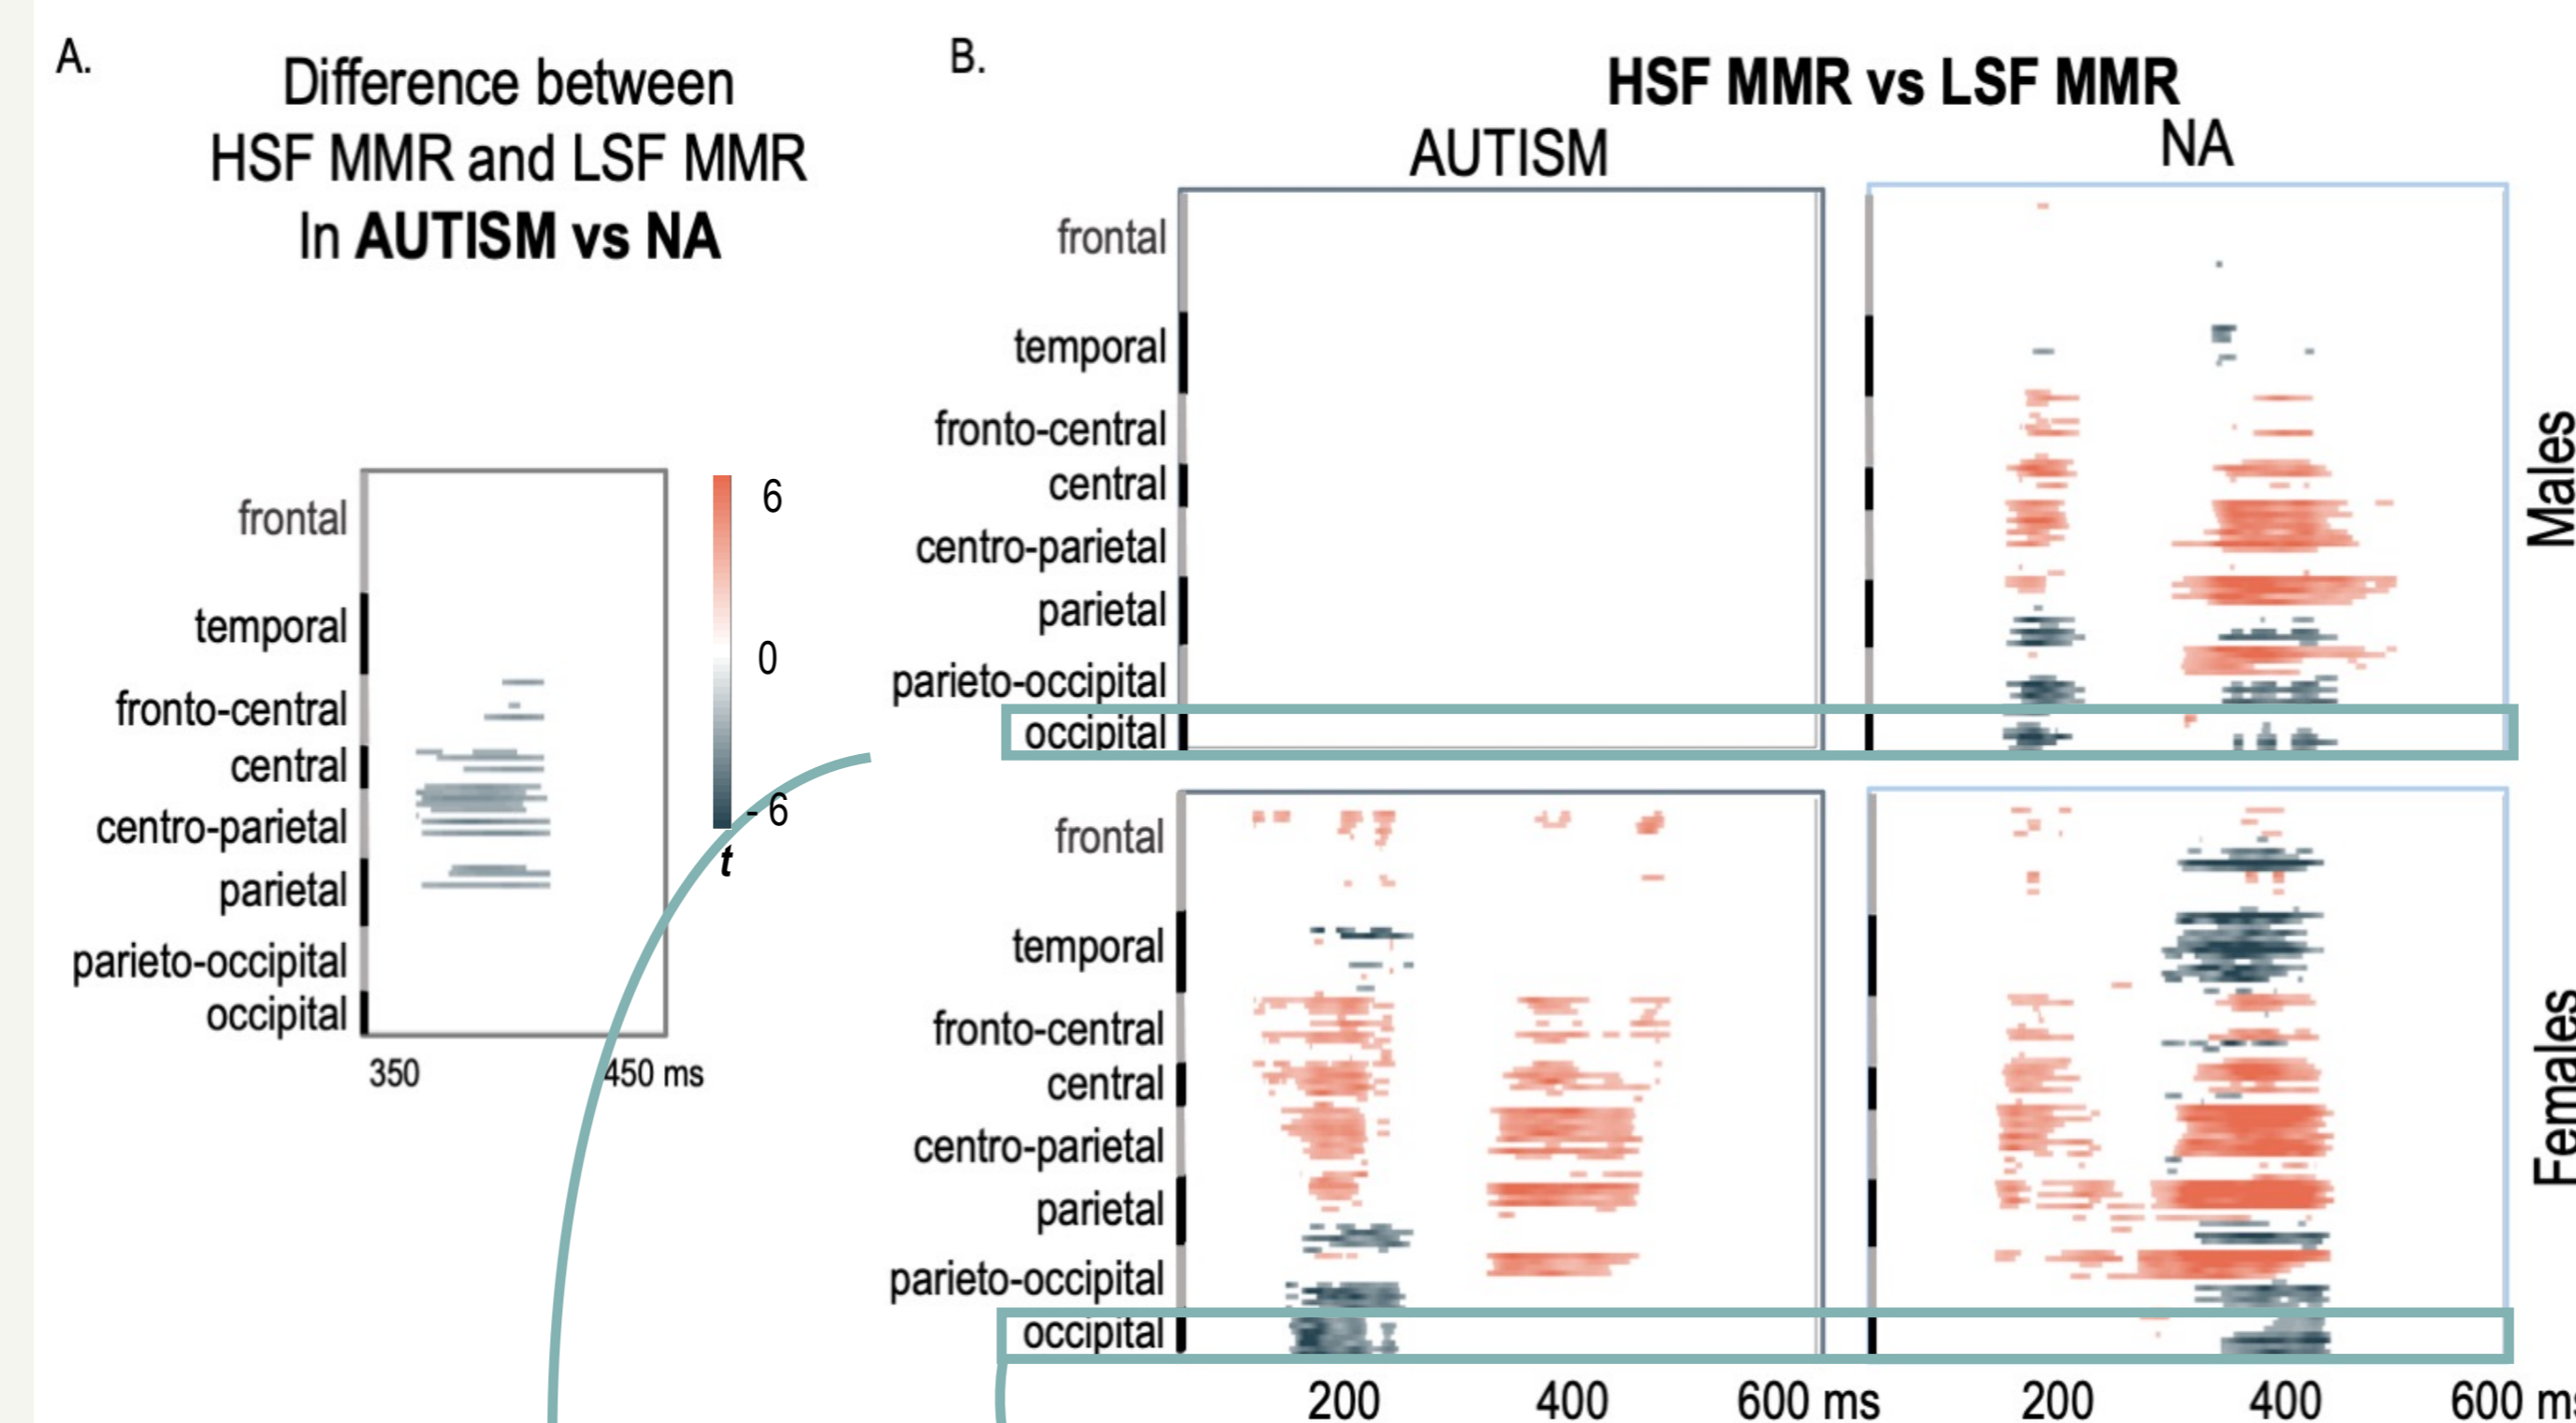 A.
Difference between
HSF MMR and LSF MMR
In AUTISM vs NA
frontal
temporal
fronto-central
central
centro-parietal
parietal
parieto-occipital
occipital
350
450 ms
6
0
- 6
t
B.
HSF MMR vs LSF MMR
AUTISM
NA
frontal
temporal
fronto-central
central
centro-parietal
parietal
parieto-occipital
occipital
Males
frontal
temporal
fronto-central
central
centro-parietal
parietal
parieto-occipital
occipital
Females
200
400
600 ms
200
400
600 ms